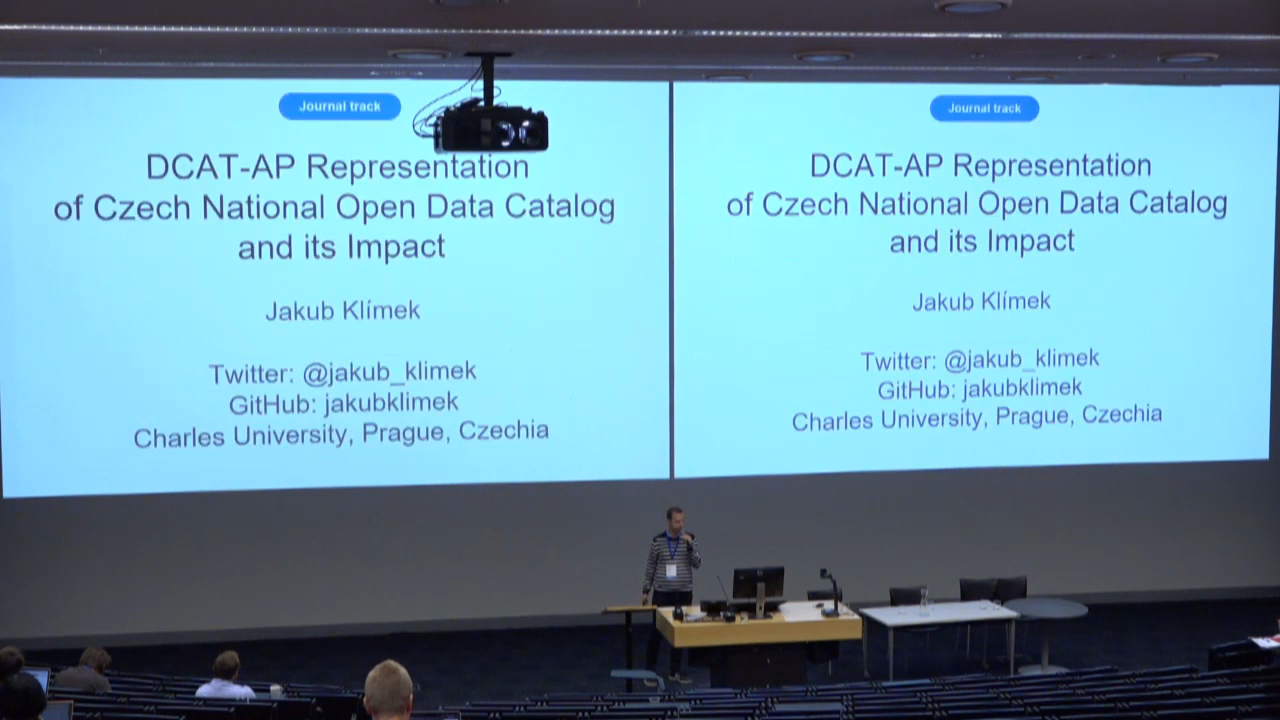 Journal track
DCAT-AP Representation
of Czech National Open Data Catalog
and its Impact
Jakub Klímek
Twitter: @jakub_klimek
GitHub: jakubklimek
Charles University, Prague, Czechia
Journal track
DCAT-AP Representation
of Czech National Open Data Catalog
and its Impact
Jakub Klímek
Twitter: @jakub_klimek
GitHub: jakubklimek
Charles University, Prague, Czechia